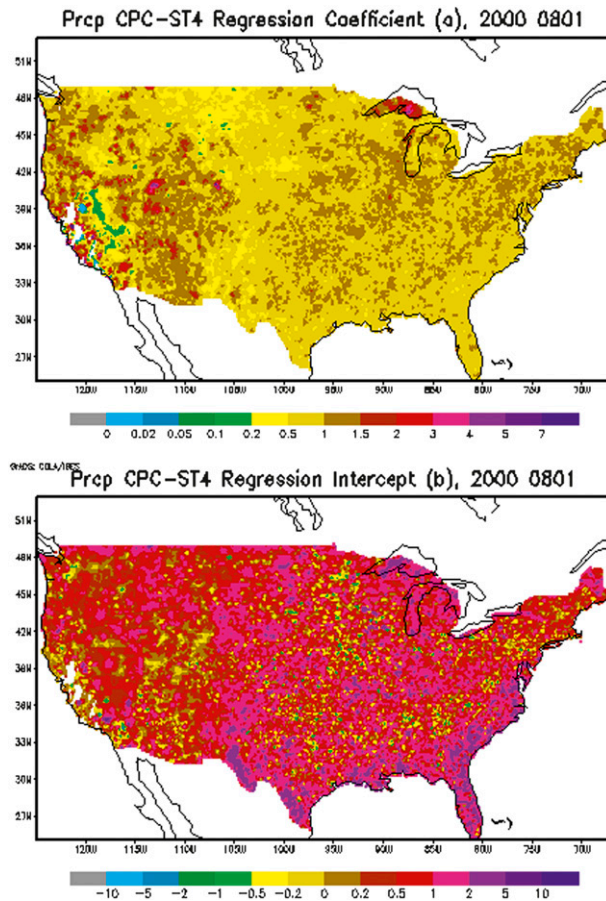 Prcp CPC-ST4 Regression Coefficient (a), 2000 0801
51N
48N
45N
42N
39N
36N
33N
30N
27N
120W 115W 110W 105W 100W 95W 90W 85W 80W 75W 70W
0 0.02 0.05 0.1 0.2 0.5 1 1.5 2 3 4 5 7
GRADS: COLA/IGES
Prcp CPC-ST4 Regression Intercept (b), 2000 0801
51N
48N
45N
42N
39N
36N
33N
30N
27N
120W 115W 110W 105W 100W 95W 90W 85W 80W 75W 70W
-10 -5 -2 -1 -0.5 -0.2 0 0.2 0.5 1 2 5 10